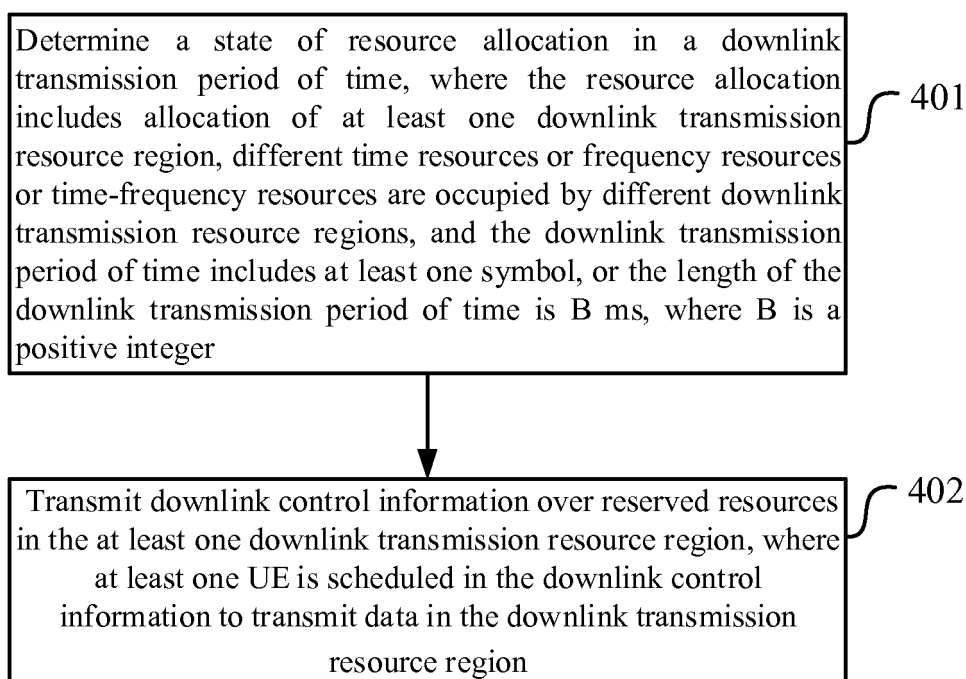 Determine a state of resource allocation in a downlink
transmission period of time, where the resource allocation
includes allocation of at least one downlink transmission
resource region, different time resources or frequency resources
or time-frequency resources are occupied by different downlink
transmission resource regions, and the downlink transmission
period of time includes at least one symbol, or the length of the
downlink transmission period of time is B ms, where B is a
positive integer
401
Transmit downlink control information over reserved resources
in the at least one downlink transmission resource region, where
at least one UE is scheduled in the downlink control
information to transmit data in the downlink transmission
resource region
402